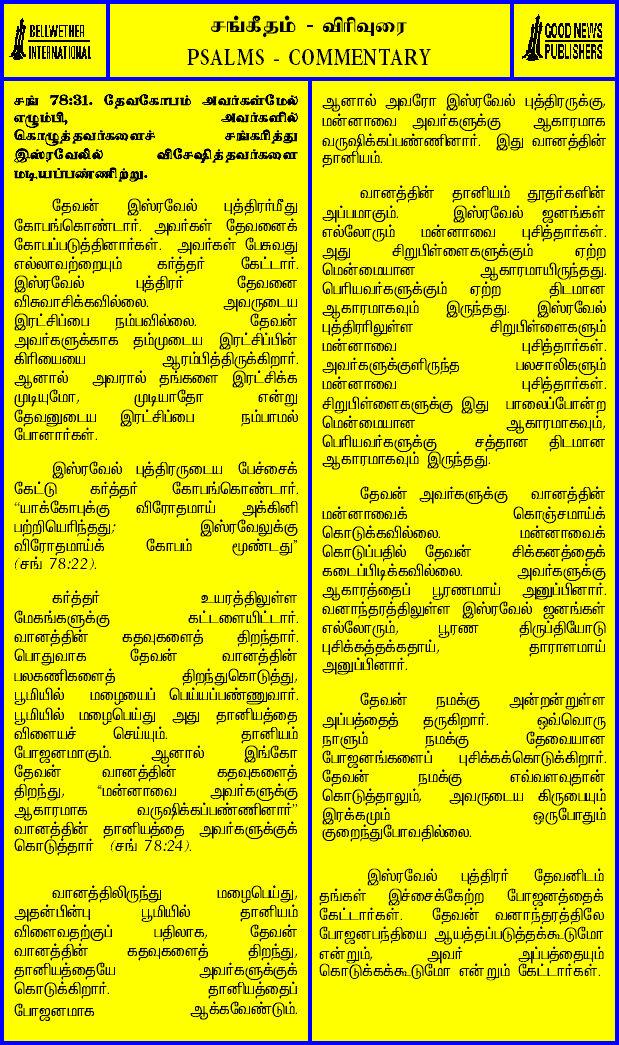 BELLWETHER
INTERNATIONAL
சங்கீதம் - விரிவுரை
PSALMS - COMMENTARY
GOOD NEWS
PUBLISHERS
சங் 78:31. தேவகோபம் அவர்கள்மேல்
எழும்பி, அவர்களில்
கொழுத்தவர்களைச் சங்கரித்து
இஸ்ரவேலில் விசேஷித்தவர்களை
மடியப்பண்ணிற்று.
தேவன் இஸ்ரவேல் புத்திரர்மீது
கோபங்கொண்டார். அவர்கள் தேவனைக்
கோபப்படுத்தினார்கள். அவர்கள் பேசுவது
எல்லாவற்றையும் கர்த்தர் கேட்டார்.
இஸ்ரவேல் புத்திரர் தேவனை
விசுவாசிக்கவில்லை. அவருடைய
இரட்சிப்பை நம்பவில்லை. தேவன்
அவர்களுக்காக தம்முடைய இரட்சிப்பின்
கிரியையை ஆரம்பித்திருக்கிறார்.
ஆனால் அவரால் தங்களை இரட்சிக்க
முடியுமோ, முடியாதோ என்று
தேவனுடைய இரட்சிப்பை நம்பாமல்
போனார்கள்.
இஸ்ரவேல் புத்திரருடைய பேச்சைக்
கேட்டு கர்த்தர் கோபங்கொண்டார்.
“யாக்கோபுக்கு விரோதமாய் அக்கினி
பற்றியெரிந்தது; இஸ்ரவேலுக்கு
விரோதமாய்க் கோபம் மூண்டது”
(சங் 78:22).
கர்த்தர் உயரத்திலுள்ள
மேகங்களுக்கு கட்டளையிட்டார்.
வானத்தின் கதவுகளைத் திறந்தார்.
பொதுவாக தேவன் வானத்தின்
பலகணிகளைத் திறந்துகொடுத்து,
பூமியில் மழையைப் பெய்யப்பண்ணுவார்.
பூமியில் மழைபெய்து அது தானியத்தை
விளையச் செய்யும். தானியம்
போஜனமாகும். ஆனால் இங்கோ
தேவன் வானத்தின் கதவுகளைத்
திறந்து, “மன்னாவை அவர்களுக்கு
ஆகாரமாக வருஷிக்கப்பண்ணினார்”
வானத்தின் தானியத்தை அவர்களுக்குக்
கொடுத்தார் (சங் 78:24).
வானத்திலிருந்து மழைபெய்து,
அதன்பின்பு பூமியில் தானியம்
விளைவதற்குப் பதிலாக, தேவன்
வானத்தின் கதவுகளைத் திறந்து,
தானியத்தையே அவர்களுக்குக்
கொடுக்கிறார். தானியத்தைப்
போஜனமாக ஆக்கவேண்டும்.
ஆனால் அவரோ இஸ்ரவேல் புத்திரருக்கு,
மன்னாவை அவர்களுக்கு ஆகாரமாக
வருஷிக்கப்பண்ணினார். இது வானத்தின்
தானியம்.
வானத்தின் தானியம் தூதர்களின்
அப்பமாகும். இஸ்ரவேல் ஜனங்கள்
எல்லோரும் மன்னாவை புசித்தார்கள்.
அது சிறுபிள்ளைகளுக்கும் ஏற்ற
மென்மையான ஆகாரமாயிருந்தது.
பெரியவர்களுக்கும் ஏற்ற திடமான
ஆகாரமாகவும் இருந்தது. இஸ்ரவேல்
புத்திரரிலுள்ள சிறுபிள்ளைகளும்
மன்னாவை புசித்தார்கள்.
அவர்களுக்குளிருந்த பலசாலிகளும்
மன்னாவை புசித்தார்கள்.
சிறுபிள்ளைகளுக்கு இது பாலைப்போன்ற
மென்மையான ஆகாரமாகவும்,
பெரியவர்களுக்கு சத்தான திடமான
ஆகாரமாகவும் இருந்தது.
தேவன் அவர்களுக்கு வானத்தின்
மன்னாவைக் கொஞ்சமாய்க்
கொடுக்கவில்லை. மன்னாவைக்
கொடுப்பதில் தேவன் சிக்கனத்தைக்
கடைப்பிடிக்கவில்லை. அவர்களுக்கு
ஆகாரத்தைப் பூரணமாய் அனுப்பினார்.
வனாந்தரத்திலுள்ள இஸ்ரவேல் ஜனங்கள்
எல்லோரும், பூரண திருப்தியோடு
புசிக்கத்தக்கதாய், தாராளமாய்
அனுப்பினார்.
தேவன் நமக்கு அன்றன்றுள்ள
அப்பத்தைத் தருகிறார். ஒவ்வொரு
நாளும் நமக்கு தேவையான
போஜனங்களைப் புசிக்கக்கொடுக்கிறார்.
தேவன் நமக்கு எவ்வளவுதான்
கொடுத்தாலும், அவருடைய கிருபையும்
இரக்கமும் ஒருபோதும்
குறைந்துபோவதில்லை.
இஸ்ரவேல் புத்திரர் தேவனிடம்
தங்கள் இச்சைக்கேற்ற போஜனத்தைக்
கேட்டார்கள். தேவன் வனாந்தரத்திலே
போஜனபந்தியை ஆயத்தப்படுத்தக்கூடுமோ
என்றும், அவர் அப்பத்தையும்
கொடுக்கக்கூடுமோ என்றும் கேட்டார்கள்.